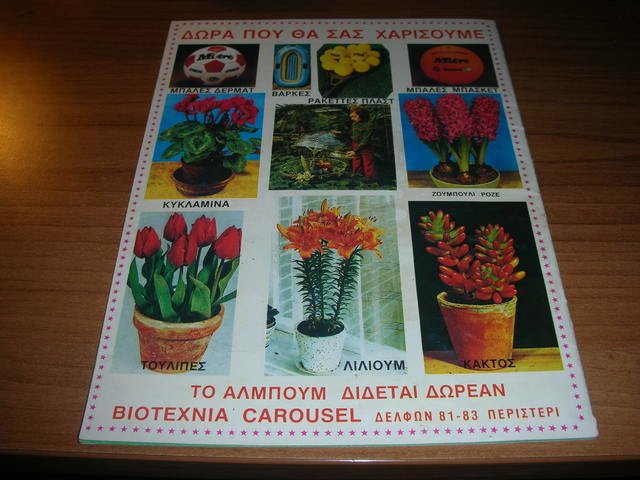 ΔΩΡΑ ΠΟΥ ΘΑ ΣΑΣ ΧΑΡΙΣΟΥΜΕ
Mitre
Mitre
ΜΠΑΛΕΣ ΔΕΡΜΑΤ
ΒΑΡΚΕΣ
ΡΑΚΕΤΤΕΣ ΠΛΑΣΤ
ΜΠΑΛΕΣ ΜΠΑΣΚΕΤ
ΚΥΚΛΑΜΙΝΑ
ΖΟΥΜΠΟΥΛΙ ΡΟΖΕ
ΤΟΥΛΙΠΕΣ
ΛΙΛΙΟΥΜ
ΚΑΚΤΟΣ
ΤΟ ΑΛΜΠΟΥΜ ΔΙΔΕΤΑΙ ΔΩΡΕΑΝ
ΒΙΟΤΕΧΝΙΑ CAROUSEL ΔΕΛΦΩΝ 81-83 ΠΕΡΙΣΤΕΡΙ